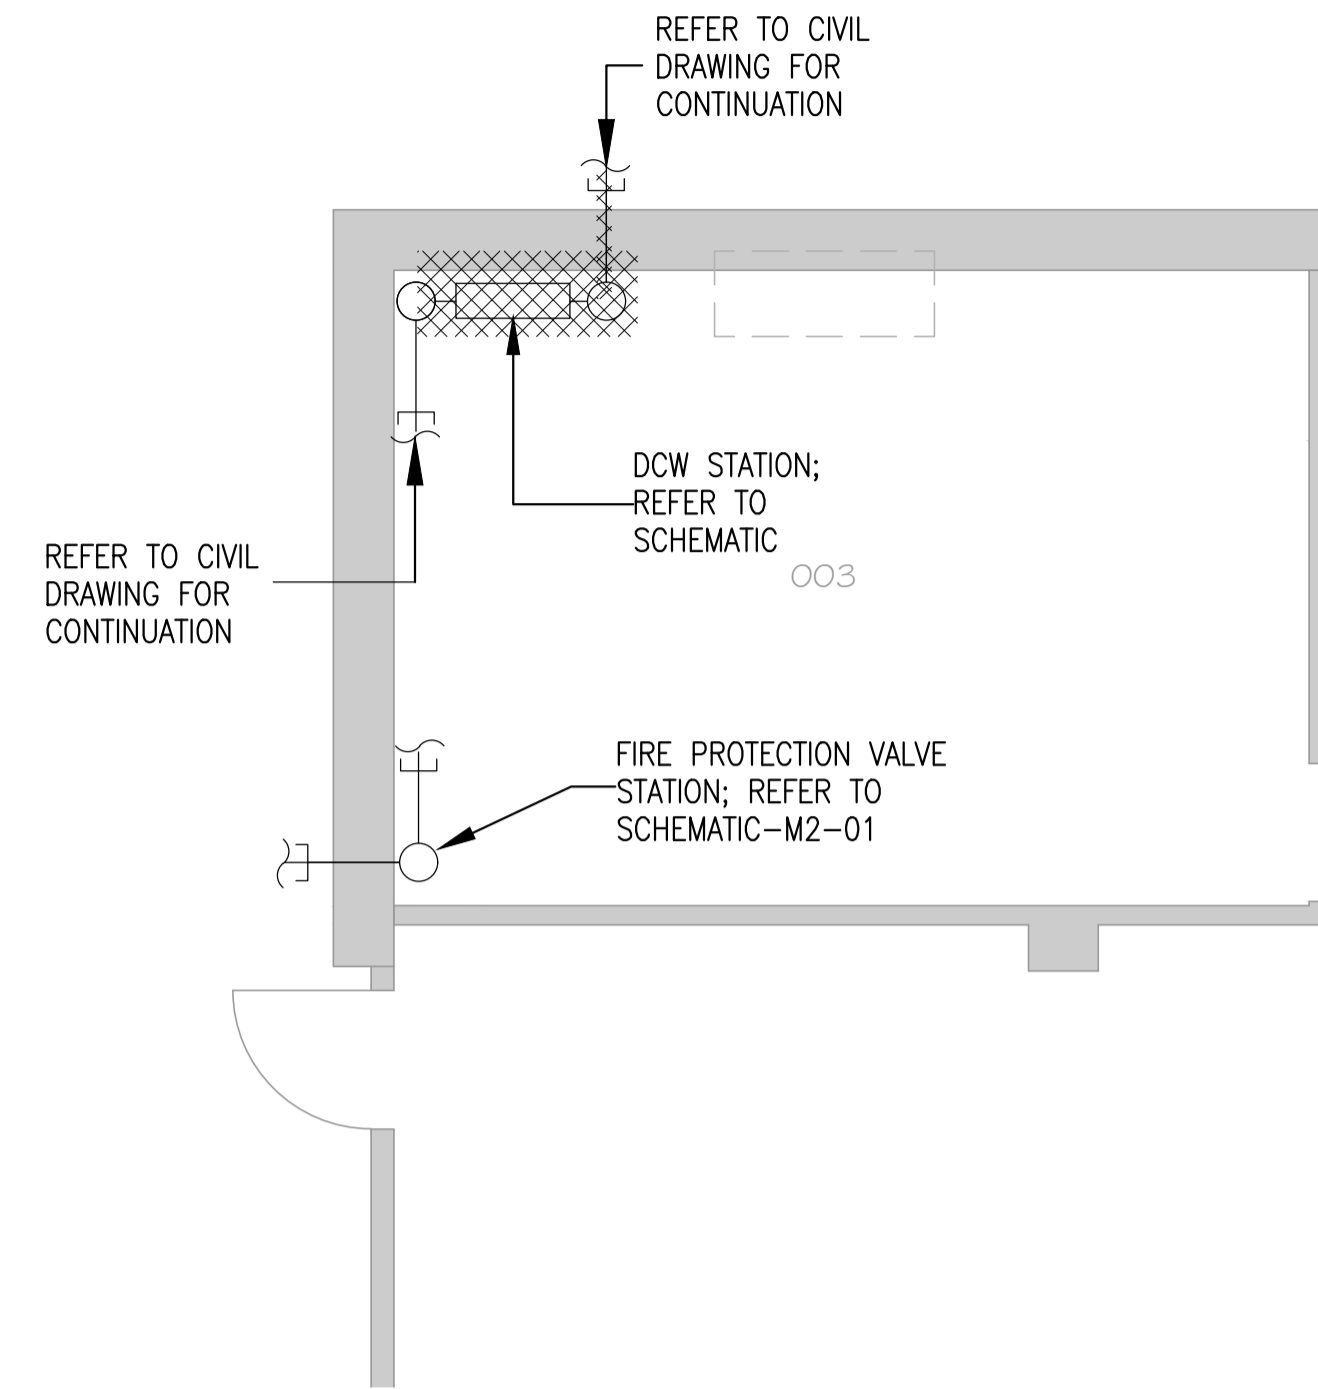 REFER TO CIVIL
DRAWING FOR
CONTINUATION
DCW STATION;
REFER TO
SCHEMATIC
003
REFER TO CIVIL
DRAWING FOR
CONTINUATION
FIRE PROTECTION VALVE
STATION; REFER TO
SCHEMATIC-M2-01